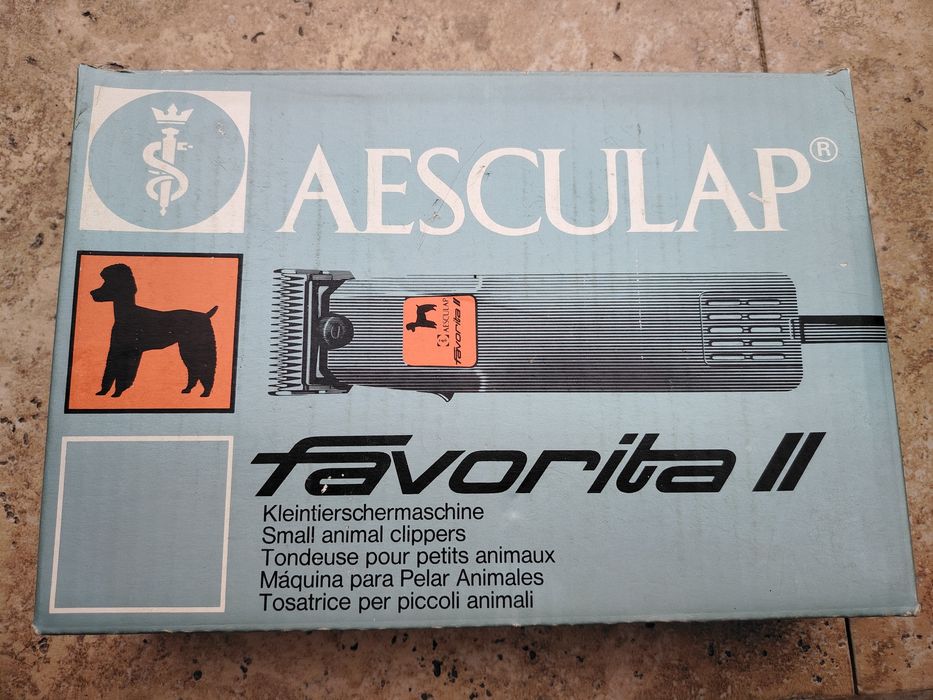 AESCULAP®
AESCULAP
favorita II
favorita II
Kleintierschermaschine
Small animal clippers
Tondeuse pour petits animaux
Máquina para Pelar Animales
Tosatrice per piccoli animali